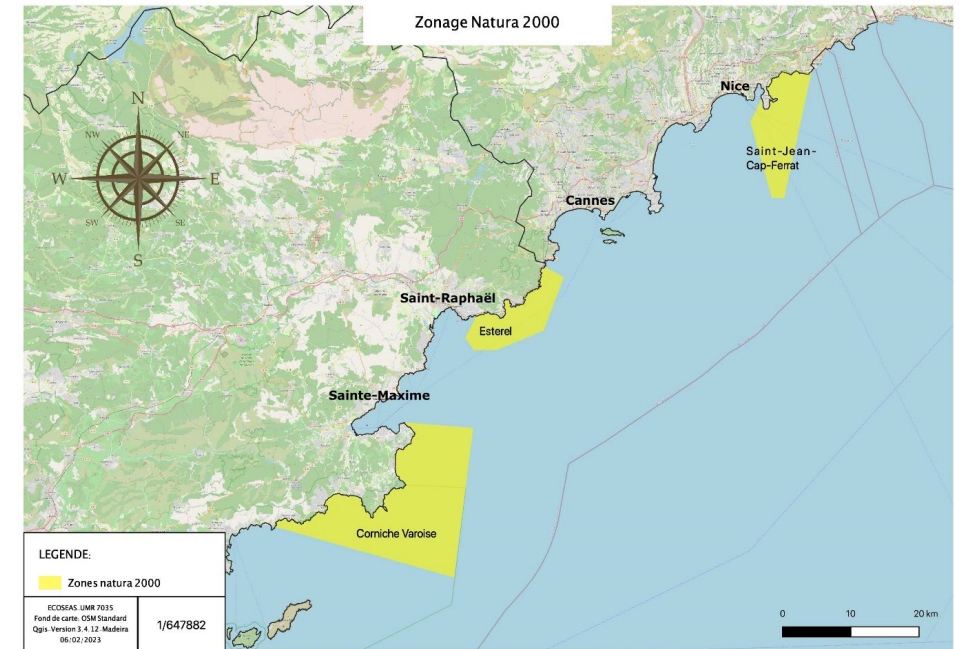 Zonage Natura 2000
N
NW
NE
W
E
SW
SE
S
Nice
Saint-Jean-
Cap-Ferrat
Cannes
Saint-Raphaël
Esterel
Sainte-Maxime
Corniche Varoise
LEGENDE:
Zones natura 2000
ECOSEAS. UMR 7035
Fond de carte: OSM Standard
Qgis-Version 3.4.12-Madeira
06/02/2023
1/647882
0 10 20 km